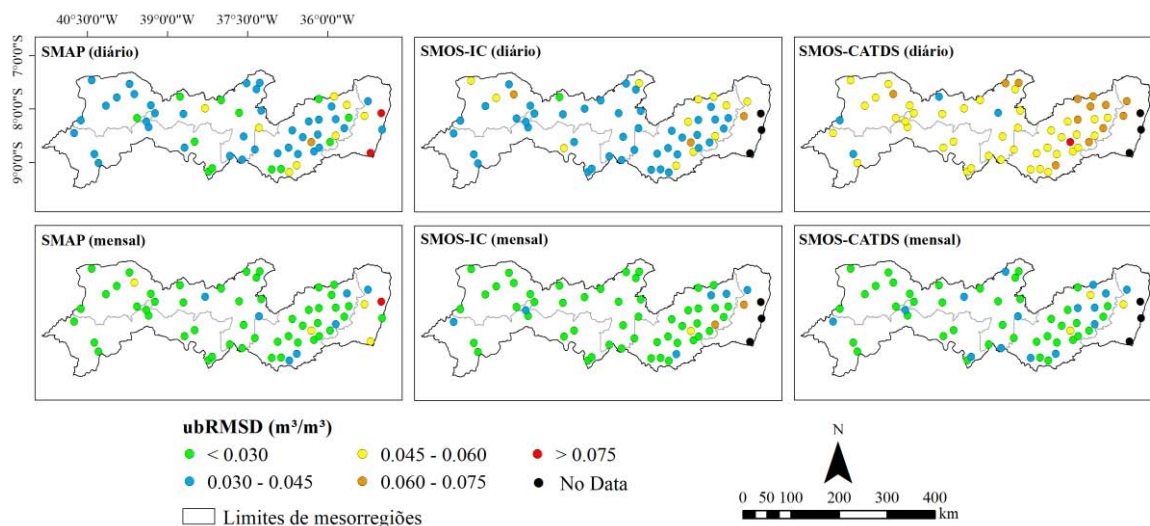 40°30'0"W 39°0'0"W 37°30'0"W 36°0'0"W
7°0'0"S
8°0'0"S
9°0'0"S
SMAP (diário) SMOS-IC (diário) SMOS-CATDS (diário)
SMAP (mensal) SMOS-IC (mensal) SMOS-CATDS (mensal)
ubRMSD (m³/m³)
< 0.030 0.045 - 0.060 > 0.075
0.030 - 0.045 0.060 - 0.075 No Data
Limites de mesorregiões
N
0 50 100 200 300 400
km